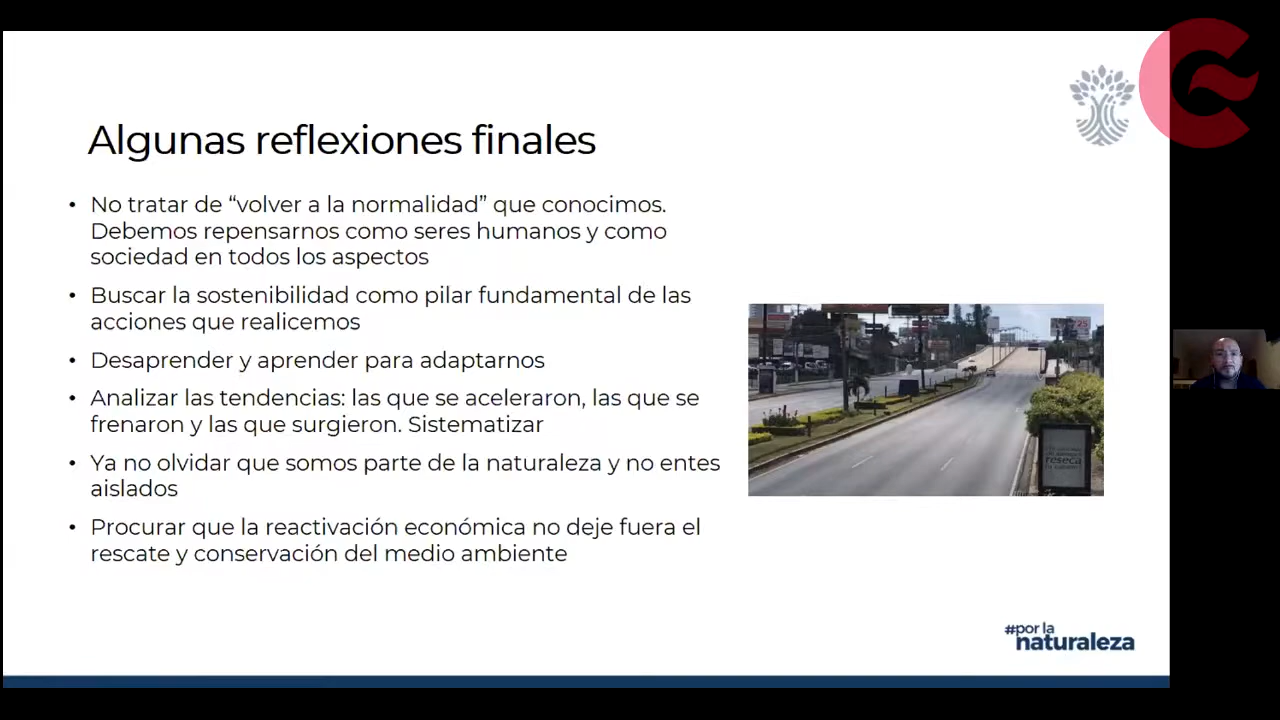 Algunas reflexiones finales
• No tratar de “volver a la normalidad” que conocimos.
Debemos repensarnos como seres humanos y como
sociedad en todos los aspectos
• Buscar la sostenibilidad como pilar fundamental de las
acciones que realicemos
• Desaprender y aprender para adaptarnos
• Analizar las tendencias: las que se aceleraron, las que se
frenaron y las que surgieron. Sistematizar
• Ya no olvidar que somos parte de la naturaleza y no entes
aislados
• Procurar que la reactivación económica no deje fuera el
rescate y conservación del medio ambiente
reseca
#por la
naturaleza